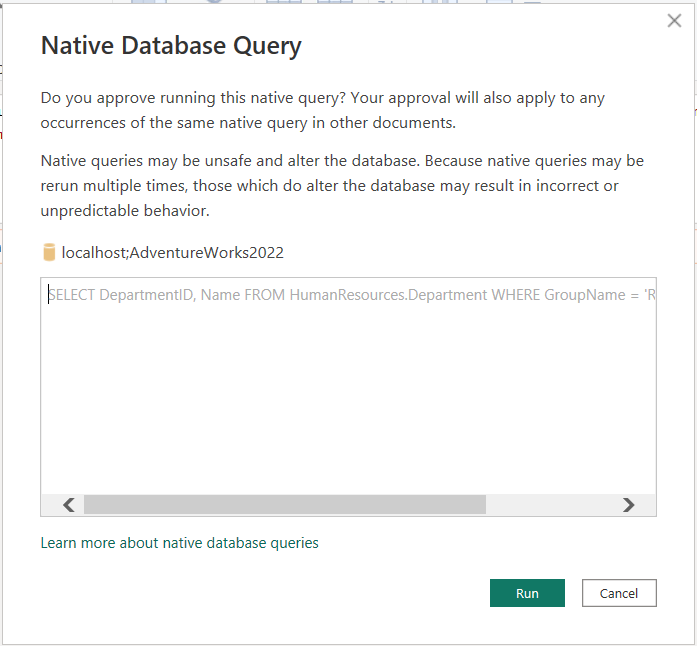 Native Database Query
Do you approve running this native query? Your approval will also apply to any
occurrences of the same native query in other documents.
Native queries may be unsafe and alter the database. Because native queries may be
rerun multiple times, those which do alter the database may result in incorrect or
unpredictable behavior.
localhost;AdventureWorks2022
SELECT DepartmentID, Name FROM HumanResources.Department WHERE GroupName = 'R
Learn more about native database queries
Run
Cancel